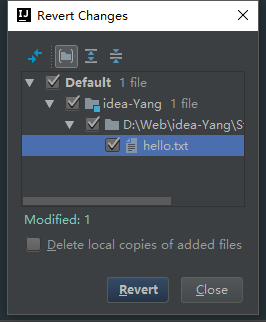 Revert Changes
Default 1 file
idea-Yang 1 file
D:\Web\idea-Yang\S
hello.txt
Modified: 1
Delete local copies of added files
Revert
Close